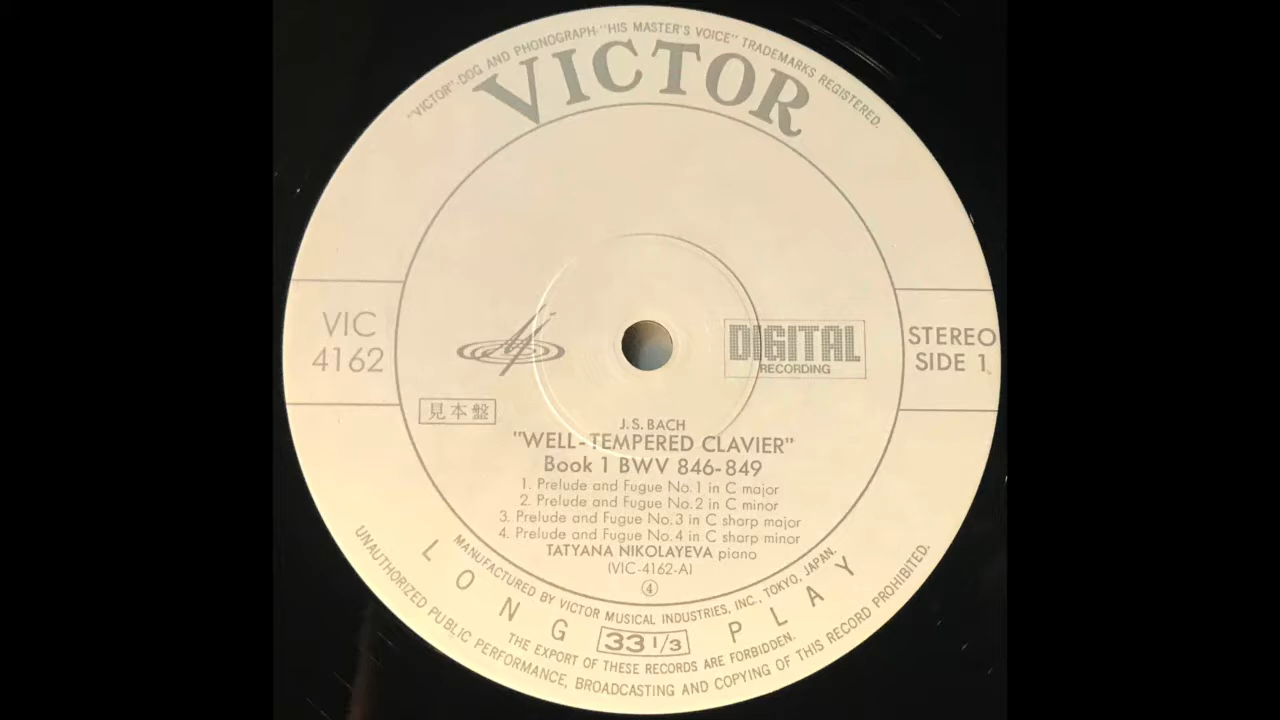 "VICTOR"-DOG AND PHONOGRAPH-"HIS MASTER'S VOICE" TRADEMARKS REGISTERED.
VICTOR
VIC
4162
DIGITAL
RECORDING
STEREO
SIDE 1
見本盤
J.S. BACH
"WELL-TEMPERED CLAVIER"
Book 1 BWV 846-849
1. Prelude and Fugue No.1 in C major
2. Prelude and Fugue No.2 in C minor
3. Prelude and Fugue No.3 in C sharp major
4. Prelude and Fugue No.4 in C sharp minor
TATYANA NIKOLAYEVA piano
(VIC-4162-A)
④
MANUFACTURED BY VICTOR MUSICAL INDUSTRIES, INC., TOKYO, JAPAN.
LONG PLAY
33 1/3
THE EXPORT OF THESE RECORDS ARE FORBIDDEN.
UNAUTHORIZED PUBLIC PERFORMANCE, BROADCASTING AND COPYING OF THIS RECORD PROHIBITED.